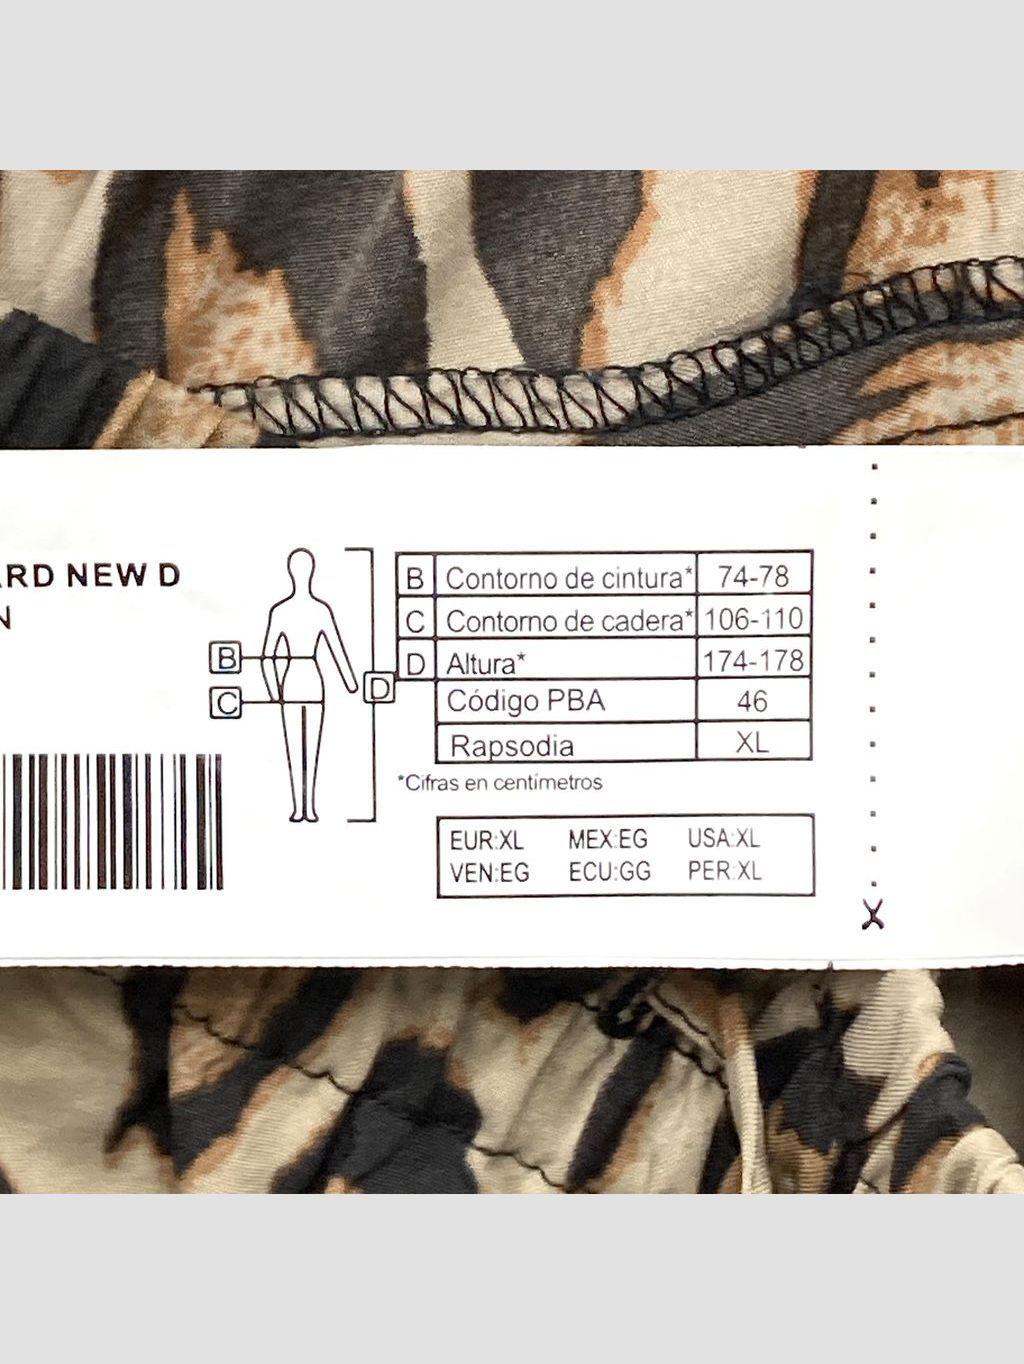 ARD NEW D
N
B Contorno de cintura* 74-78
C Contorno de cadera* 106-110
D Altura* 174-178
Código PBA 46
Rapsodia XL
*Cifras en centímetros
B
C
D
EUR:XL MEX:EG USA:XL
VEN:EG ECU:GG PER:XL